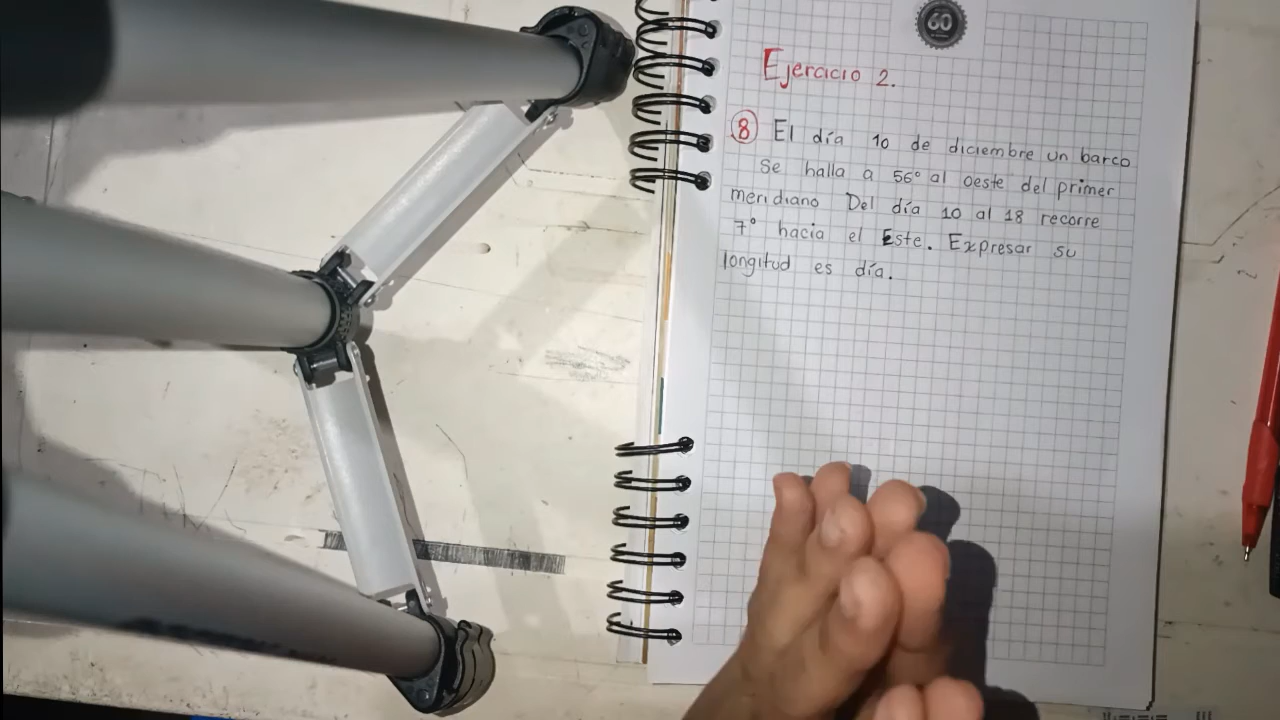 60
Ejercicio 2.
8 El día 10 de diciembre un barco
se halla a 56° al oeste del primer
meridiano Del día 10 al 18 recorre
7° hacia el Este. Expresar su
longitud es día.